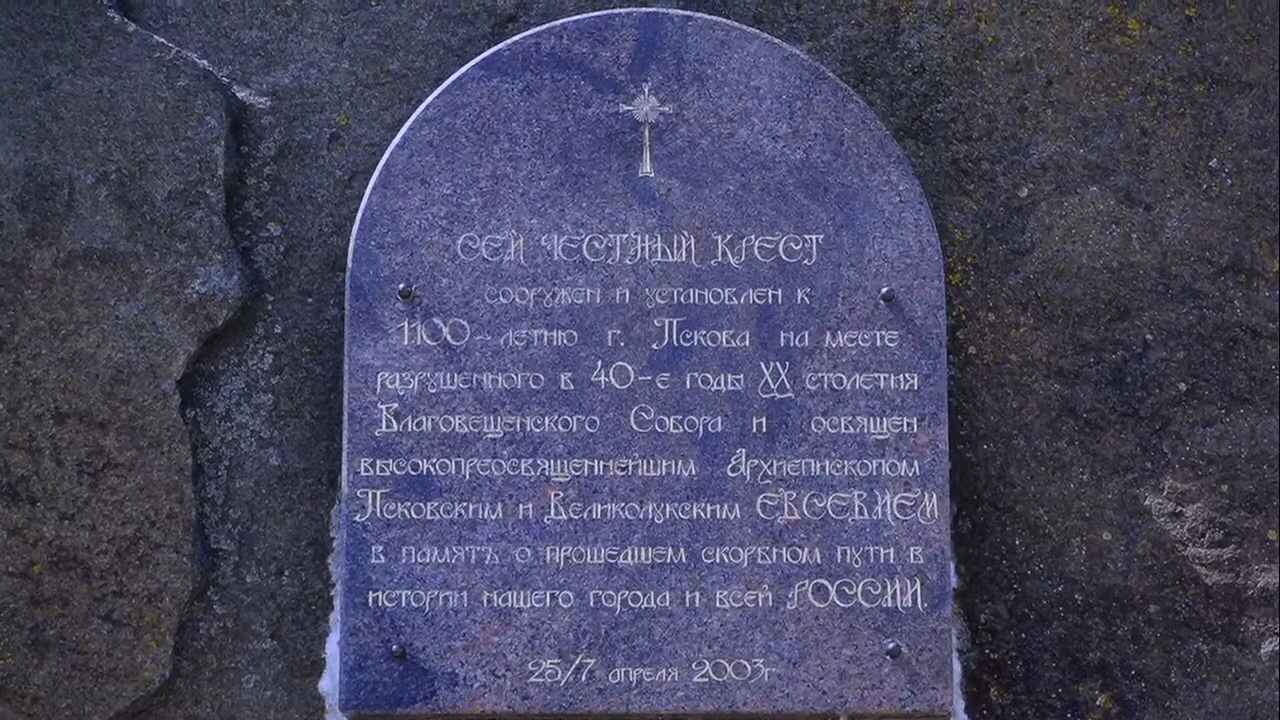 СЕЙ ЧЕСТНЫЙ КРЕСТ
сооружен и установлен к
1100-летию г. Пскова на месте
разрушенного в 40-е годы XX столетия
Благовещенского Собора и освящен
высокопреосвященнейшим Архиепископом
Псковским и Великолукским ЕВСЕВИЕМ
в память о прошедшем скорбном пути в
истории нашего города и всей РОССИИ.
25/7 апреля 2003г